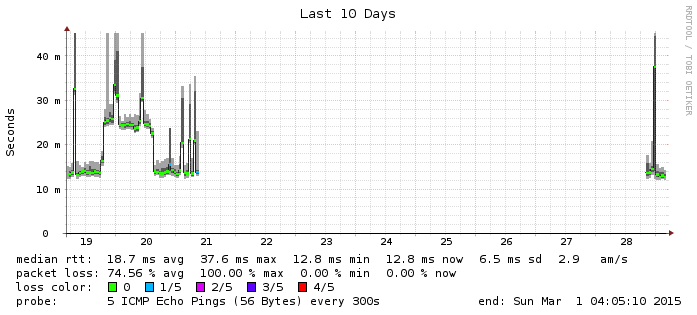 Last 10 Days
RRDTOOL / TOBI OETIKER
Seconds
40 m
30 m
20 m
10 m
0
19 20 21 22 23 24 25 26 27 28
median rtt: 18.7 ms avg 37.6 ms max 12.8 ms min 12.8 ms now 6.5 ms sd 2.9 am/s
packet loss: 74.56 % avg 100.00 % max 0.00 % min 0.00 % now
loss color: 0 1/5 2/5 3/5 4/5
probe: 5 ICMP Echo Pings (56 Bytes) every 300s end: Sun Mar 1 04:05:10 2015